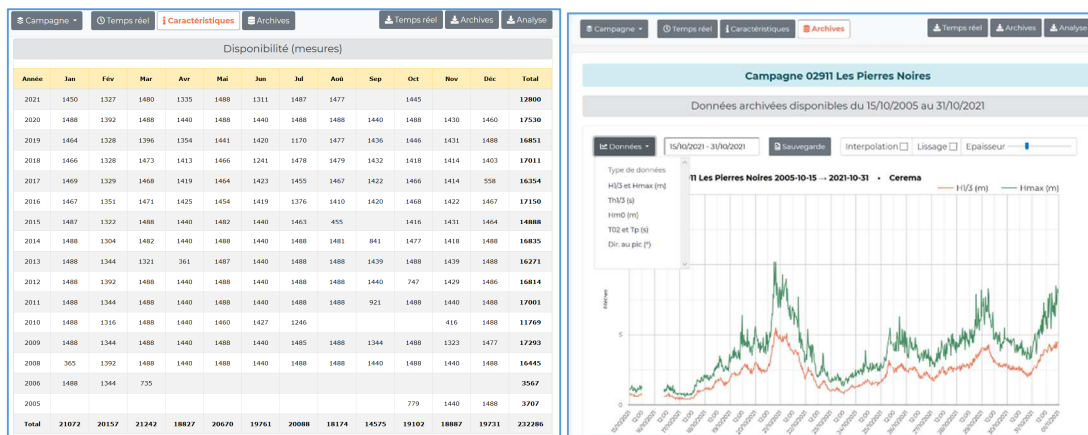 Campagne Temps réel Caractéristiques Archives Temps réel Archives Analyse
Disponibilité (mesures)
Année Jan Fév Mar Avr Mai Jun Jul Aoû Sep Oct Nov Déc Total
2021 1450 1327 1480 1335 1488 1311 1487 1477 1445 12800
2020 1488 1392 1488 1440 1488 1440 1488 1488 1440 1488 1430 1460 17530
2019 1464 1328 1396 1354 1441 1420 1170 1477 1436 1446 1431 1488 16851
2018 1466 1328 1473 1413 1466 1241 1478 1479 1432 1418 1414 1403 17011
2017 1469 1329 1468 1419 1464 1423 1455 1467 1422 1466 1414 558 16354
2016 1467 1351 1471 1425 1454 1419 1376 1410 1420 1468 1422 1467 17150
2015 1487 1322 1488 1440 1482 1440 1463 455 1416 1431 1464 14888
2014 1488 1304 1482 1440 1488 1440 1488 1481 841 1477 1418 1488 16835
2013 1488 1344 1321 361 1487 1440 1488 1488 1439 1488 1439 1488 16271
2012 1488 1392 1488 1440 1488 1440 1488 1488 1440 747 1429 1486 16814
2011 1488 1344 1488 1440 1488 1440 1488 1488 921 1488 1440 1488 17001
2010 1488 1316 1488 1440 1460 1427 1246 416 1488 11769
2009 1488 1344 1488 1440 1488 1440 1485 1488 1344 1488 1323 1477 17293
2008 365 1392 1488 1440 1488 1440 1488 1488 1440 1488 1440 1488 16445
2006 1488 1344 735 3567
2005 779 1440 1488 3707
Total 21072 20157 21242 18827 20670 19761 20088 18174 14575 19102 18887 19731 232286
Campagne Temps réel Caractéristiques Archives Temps réel Archives Analyse
Campagne 02911 Les Pierres Noires
Données archivées disponibles du 15/10/2005 au 31/10/2021
Données 15/10/2021 - 31/10/2021 Sauvegarde Interpolation Lissage Epaisseur
Type de données
H1/3 et Hmax (m)
Th1/3 (s)
Hm0 (m)
T02 et Tp (s)
Dir. au pic (°)
11 Les Pierres Noires 2005-10-15 → 2021-10-31 • Cerema
H1/3 (m) Hmax (m)
5
0